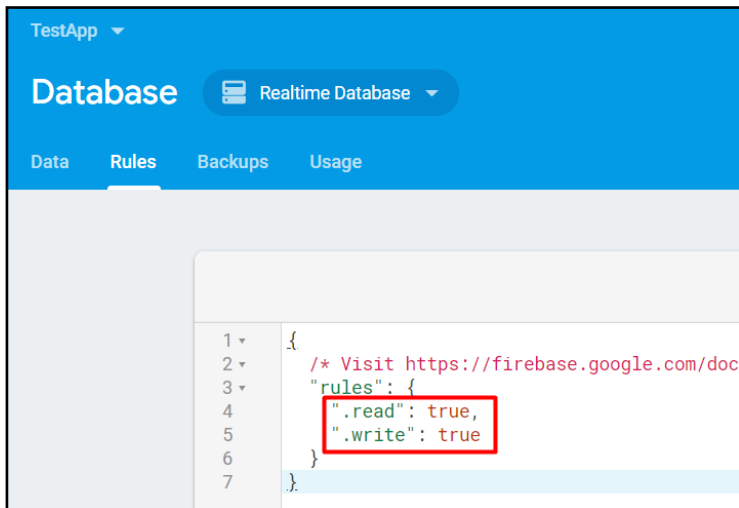 TestApp
Database Realtime Database
Data Rules Backups Usage
1 {
2 /* Visit https://firebase.google.com/doc
3 "rules": {
4 ".read": true,
5 ".write": true
6 }
7 }